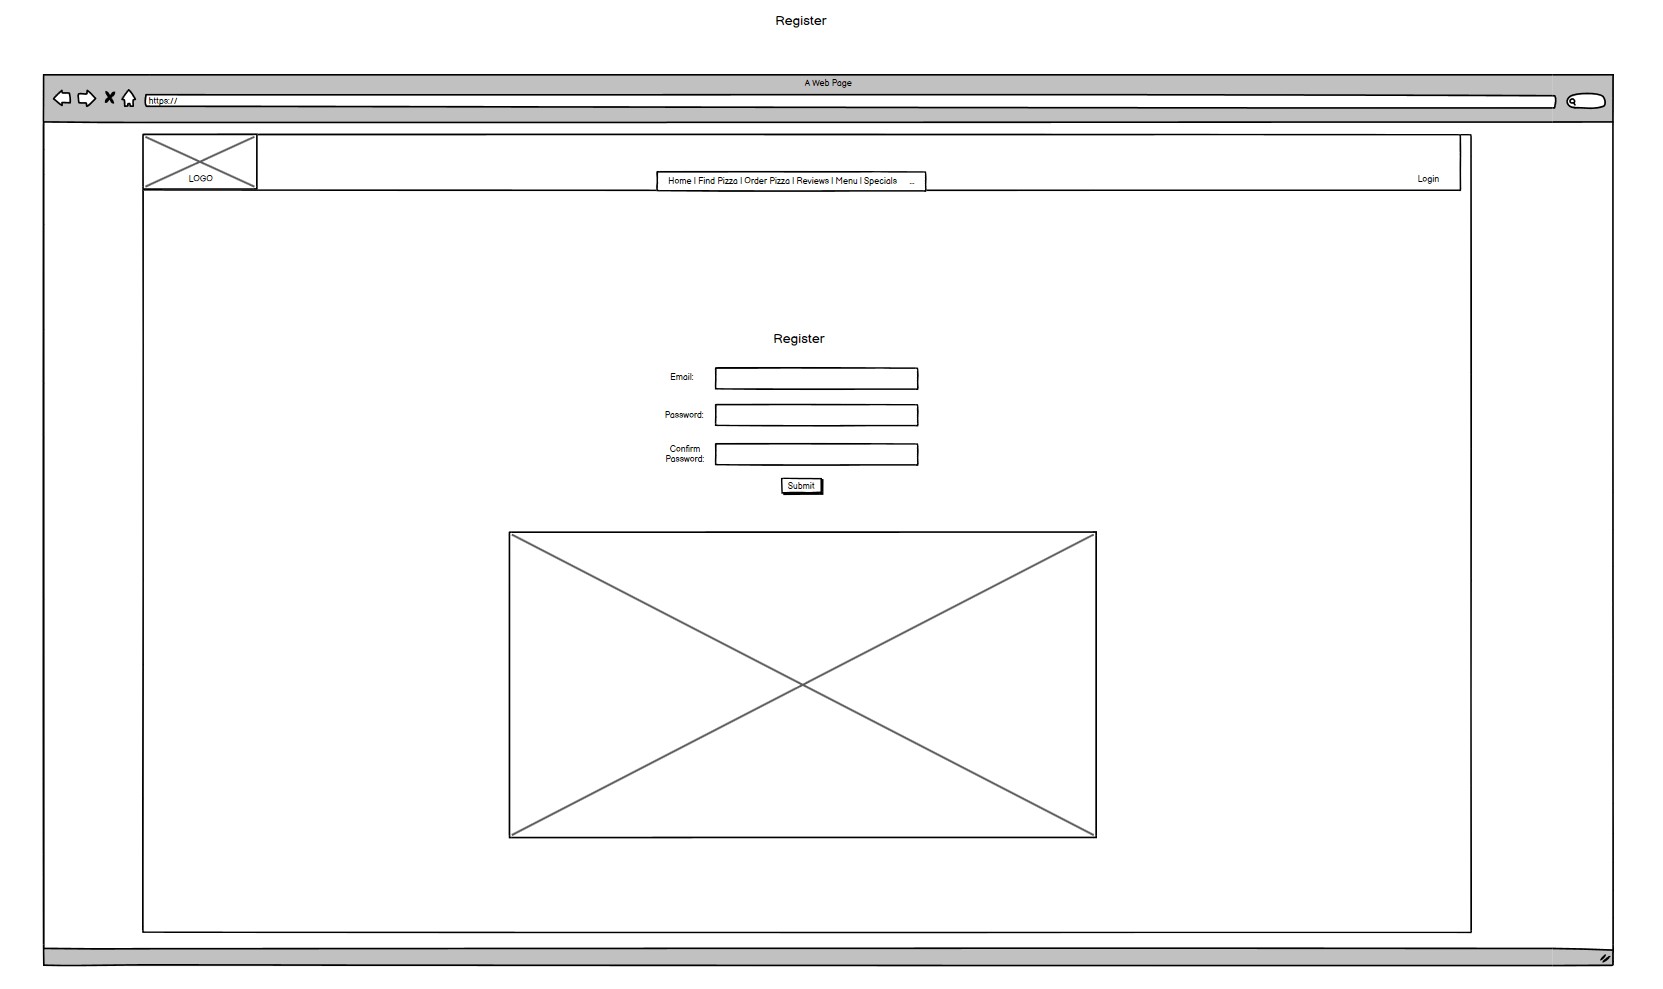 Register
A Web Page
https://
LOGO
Home | Find Pizza | Order Pizza | Reviews | Menu | Specials ...
Login
Register
Email:
Password:
Confirm
Password:
Submit